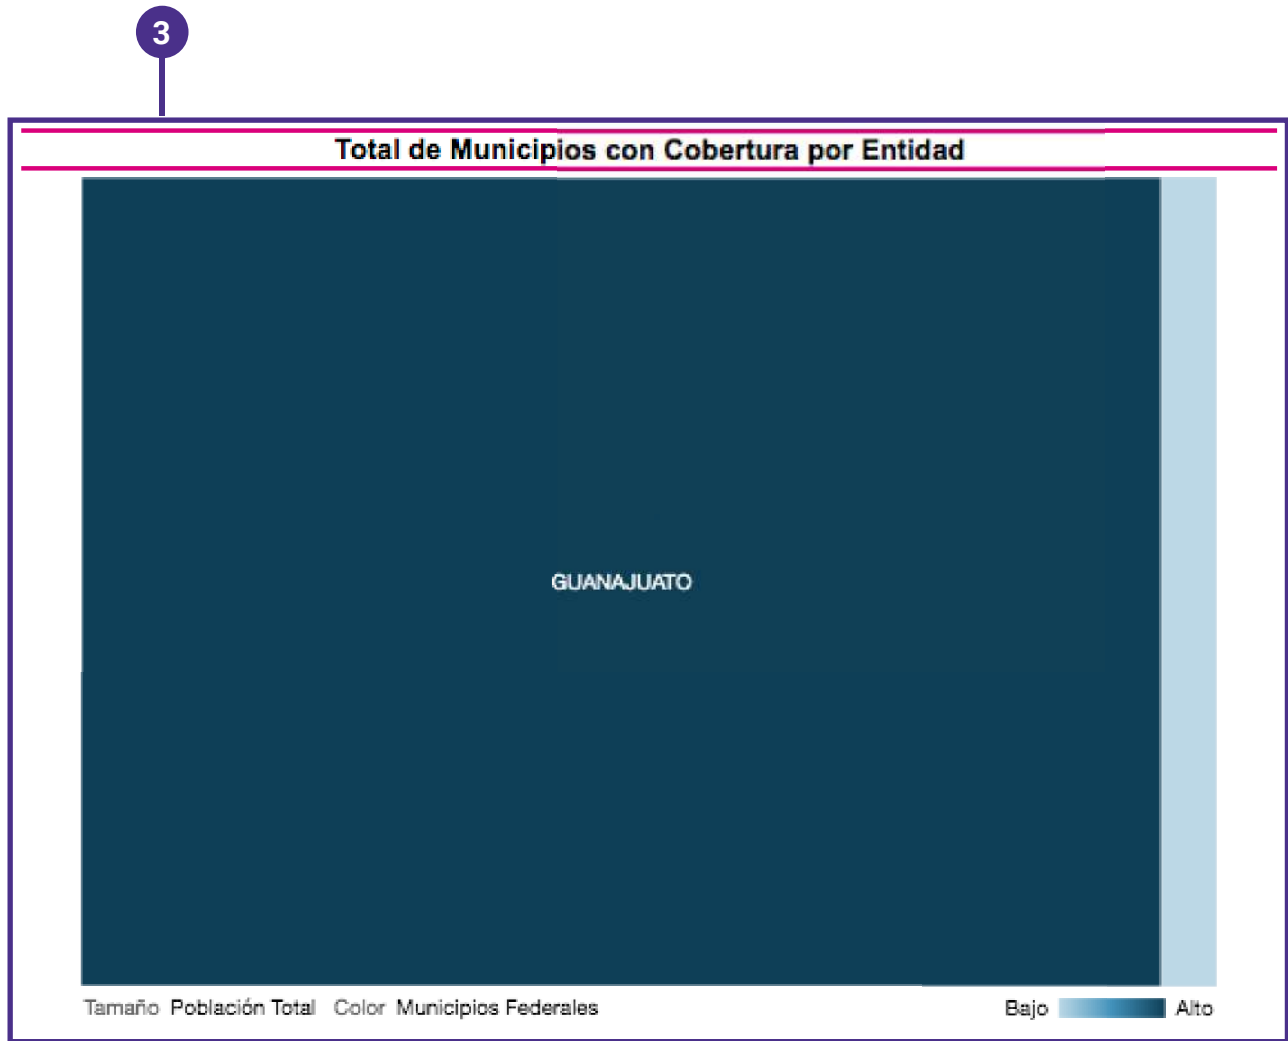 3
Total de Municipios con Cobertura por Entidad
GUANAJUATO
Tamaño Población Total Color Municipios Federales
Bajo Alto